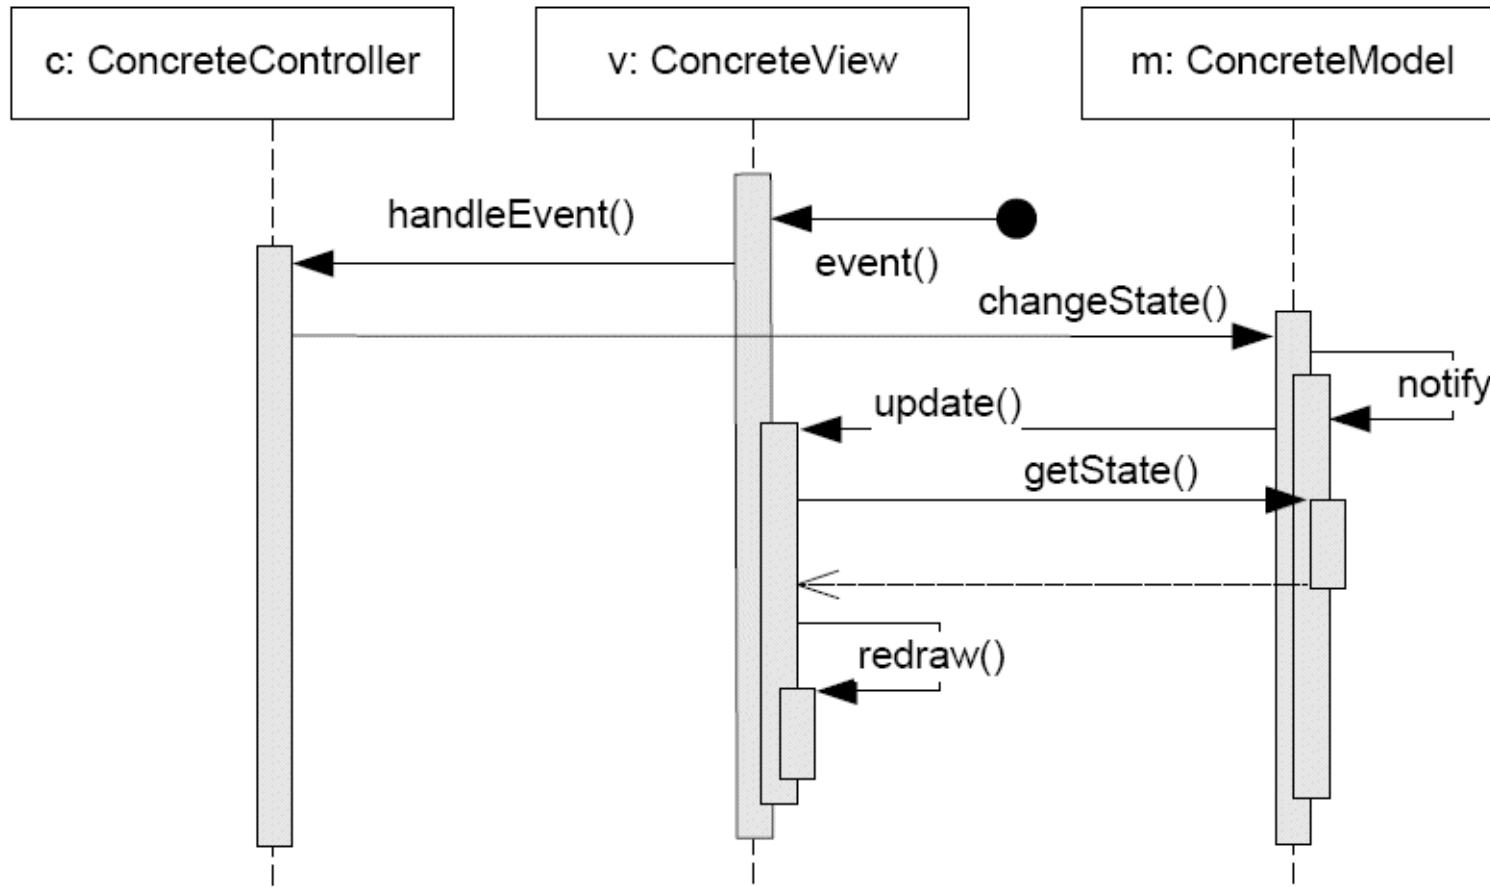 c: ConcreteController
v: ConcreteView
m: ConcreteModel
handleEvent()
event()
changeState()
notify
update()
getState()
redraw()